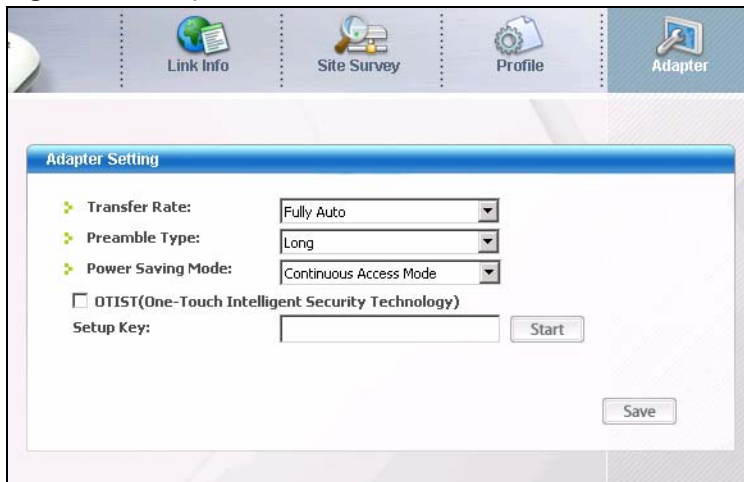 Link Info Site Survey Profile Adapter
Adapter Setting
Transfer Rate: Fully Auto
Preamble Type: Long
Power Saving Mode: Continuous Access Mode
OTIST(One-Touch Intelligent Security Technology)
Setup Key: Start
Save